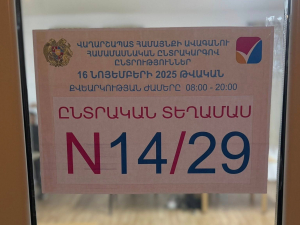 ՎԱՂԱՐՇԱՊԱՏ ՀԱՄԱՅՆՔԻ ԱՎԱԳԱՆՈՒ
ՀԱՄԱՄԱՍՆԱԿԱՆ ԸՆՏՐԱԿԱՐԳՈՎ
ԸՆՏՐՈՒԹՅՈՒՆՆԵՐ
16 ՆՈՅԵՄԲԵՐԻ 2025 ԹՎԱԿԱՆ
ՔՎԵԱՐԿՈՒԹՅԱՆ ԺԱՄԵՐԸ 08:00 - 20:00
ԸՆՏՐԱԿԱՆ ՏԵՂԱՄԱՍ
N14/29